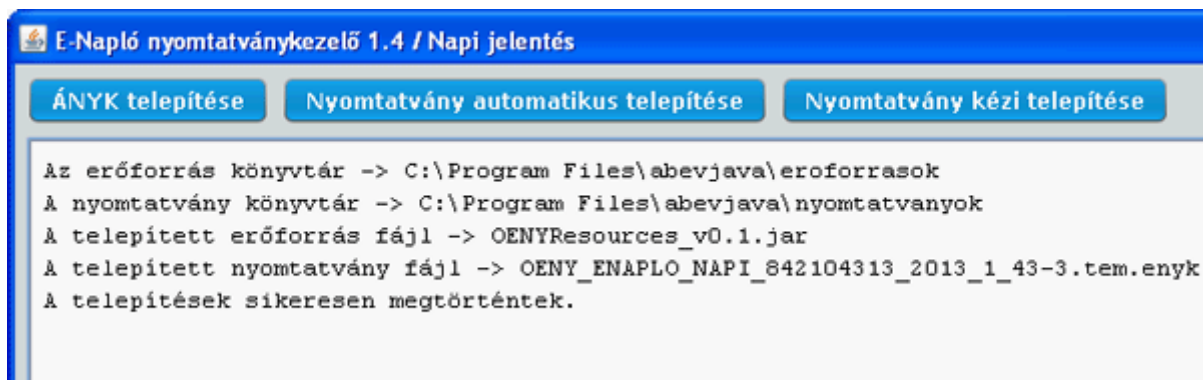 E-Napló nyomtatványkezelő 1.4 / Napi jelentés
ÁNYK telepítése Nyomtatvány automatikus telepítése Nyomtatvány kézi telepítése
Az erőforrás könyvtár -> C:\Program Files\abevjava\eroforrasok
A nyomtatvány könyvtár -> C:\Program Files\abevjava\nyomtatvanyok
A telepített erőforrás fájl -> OENYResources_v0.1.jar
A telepített nyomtatvány fájl -> OENY_ENAPLO_NAPI_842104313_2013_1_43-3.tem.enyk
A telepítések sikeresen megtörténtek.